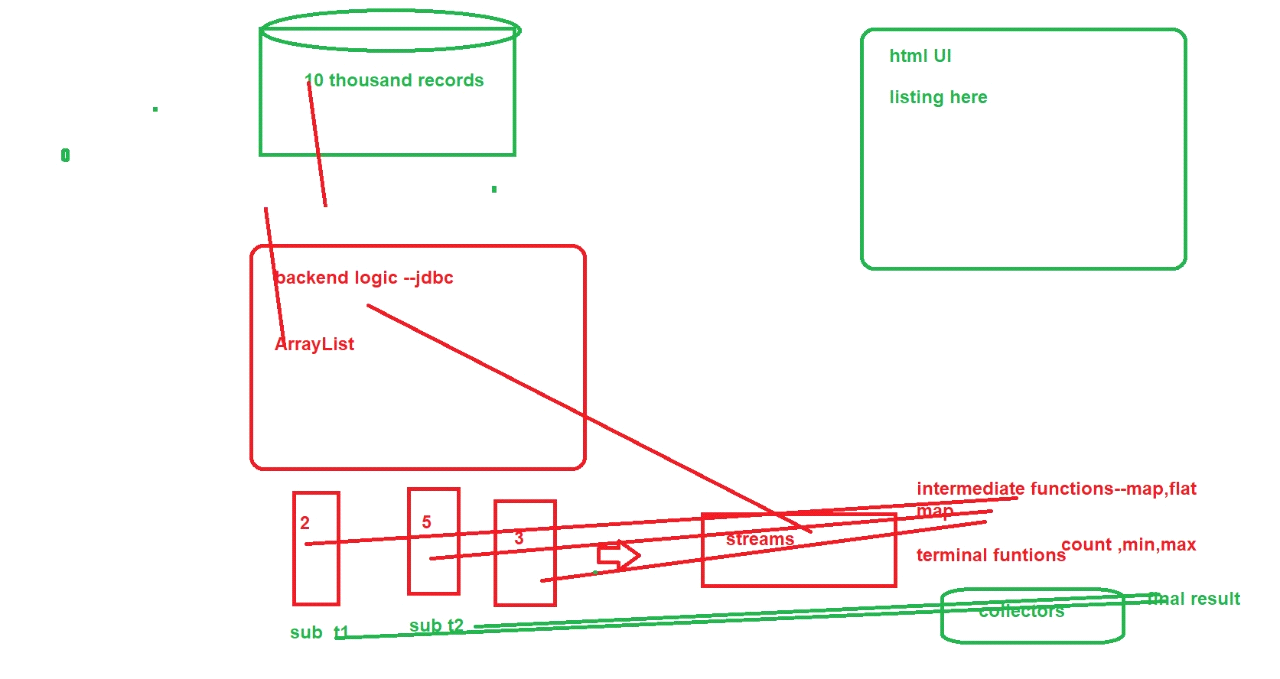 10 thousand records
html UI
listing here
0
backend logic --jdbc
ArrayList
intermediate functions--map,flat
map
2
5
3
streams
count ,min,max
terminal funtions
final result
collectors
sub t1
sub t2